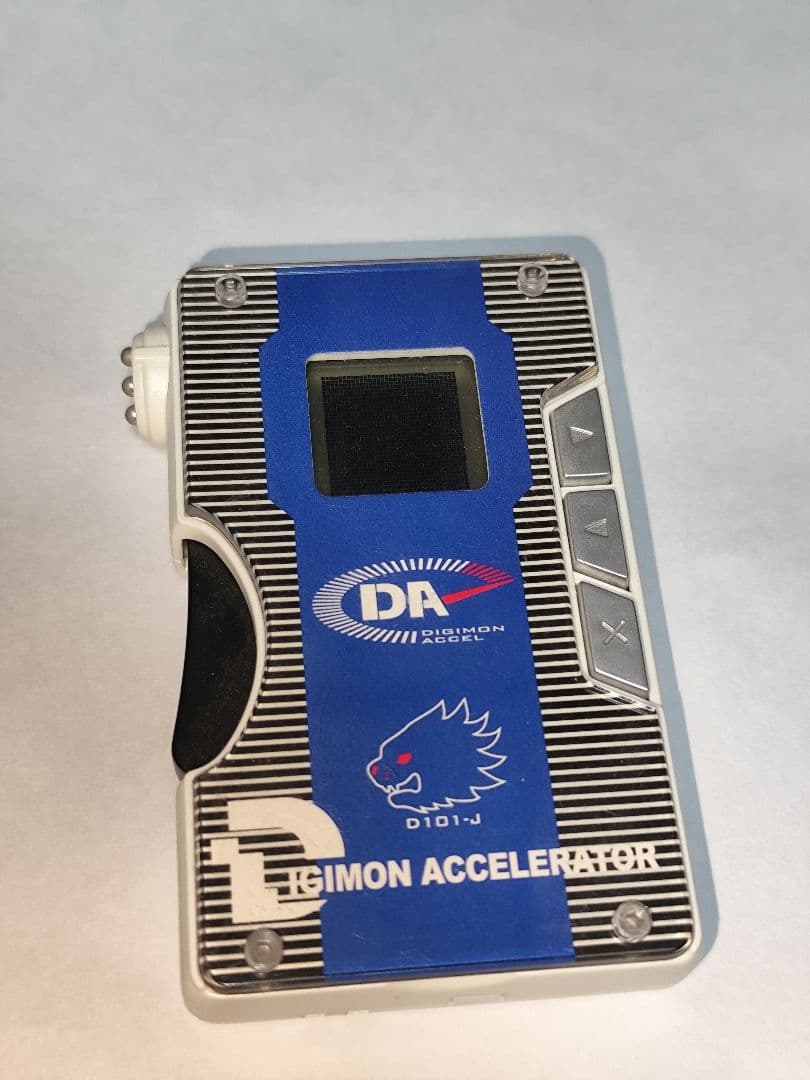 DA
DIGIMON
ACCEL
D101-J
DIGIMON ACCELERATOR